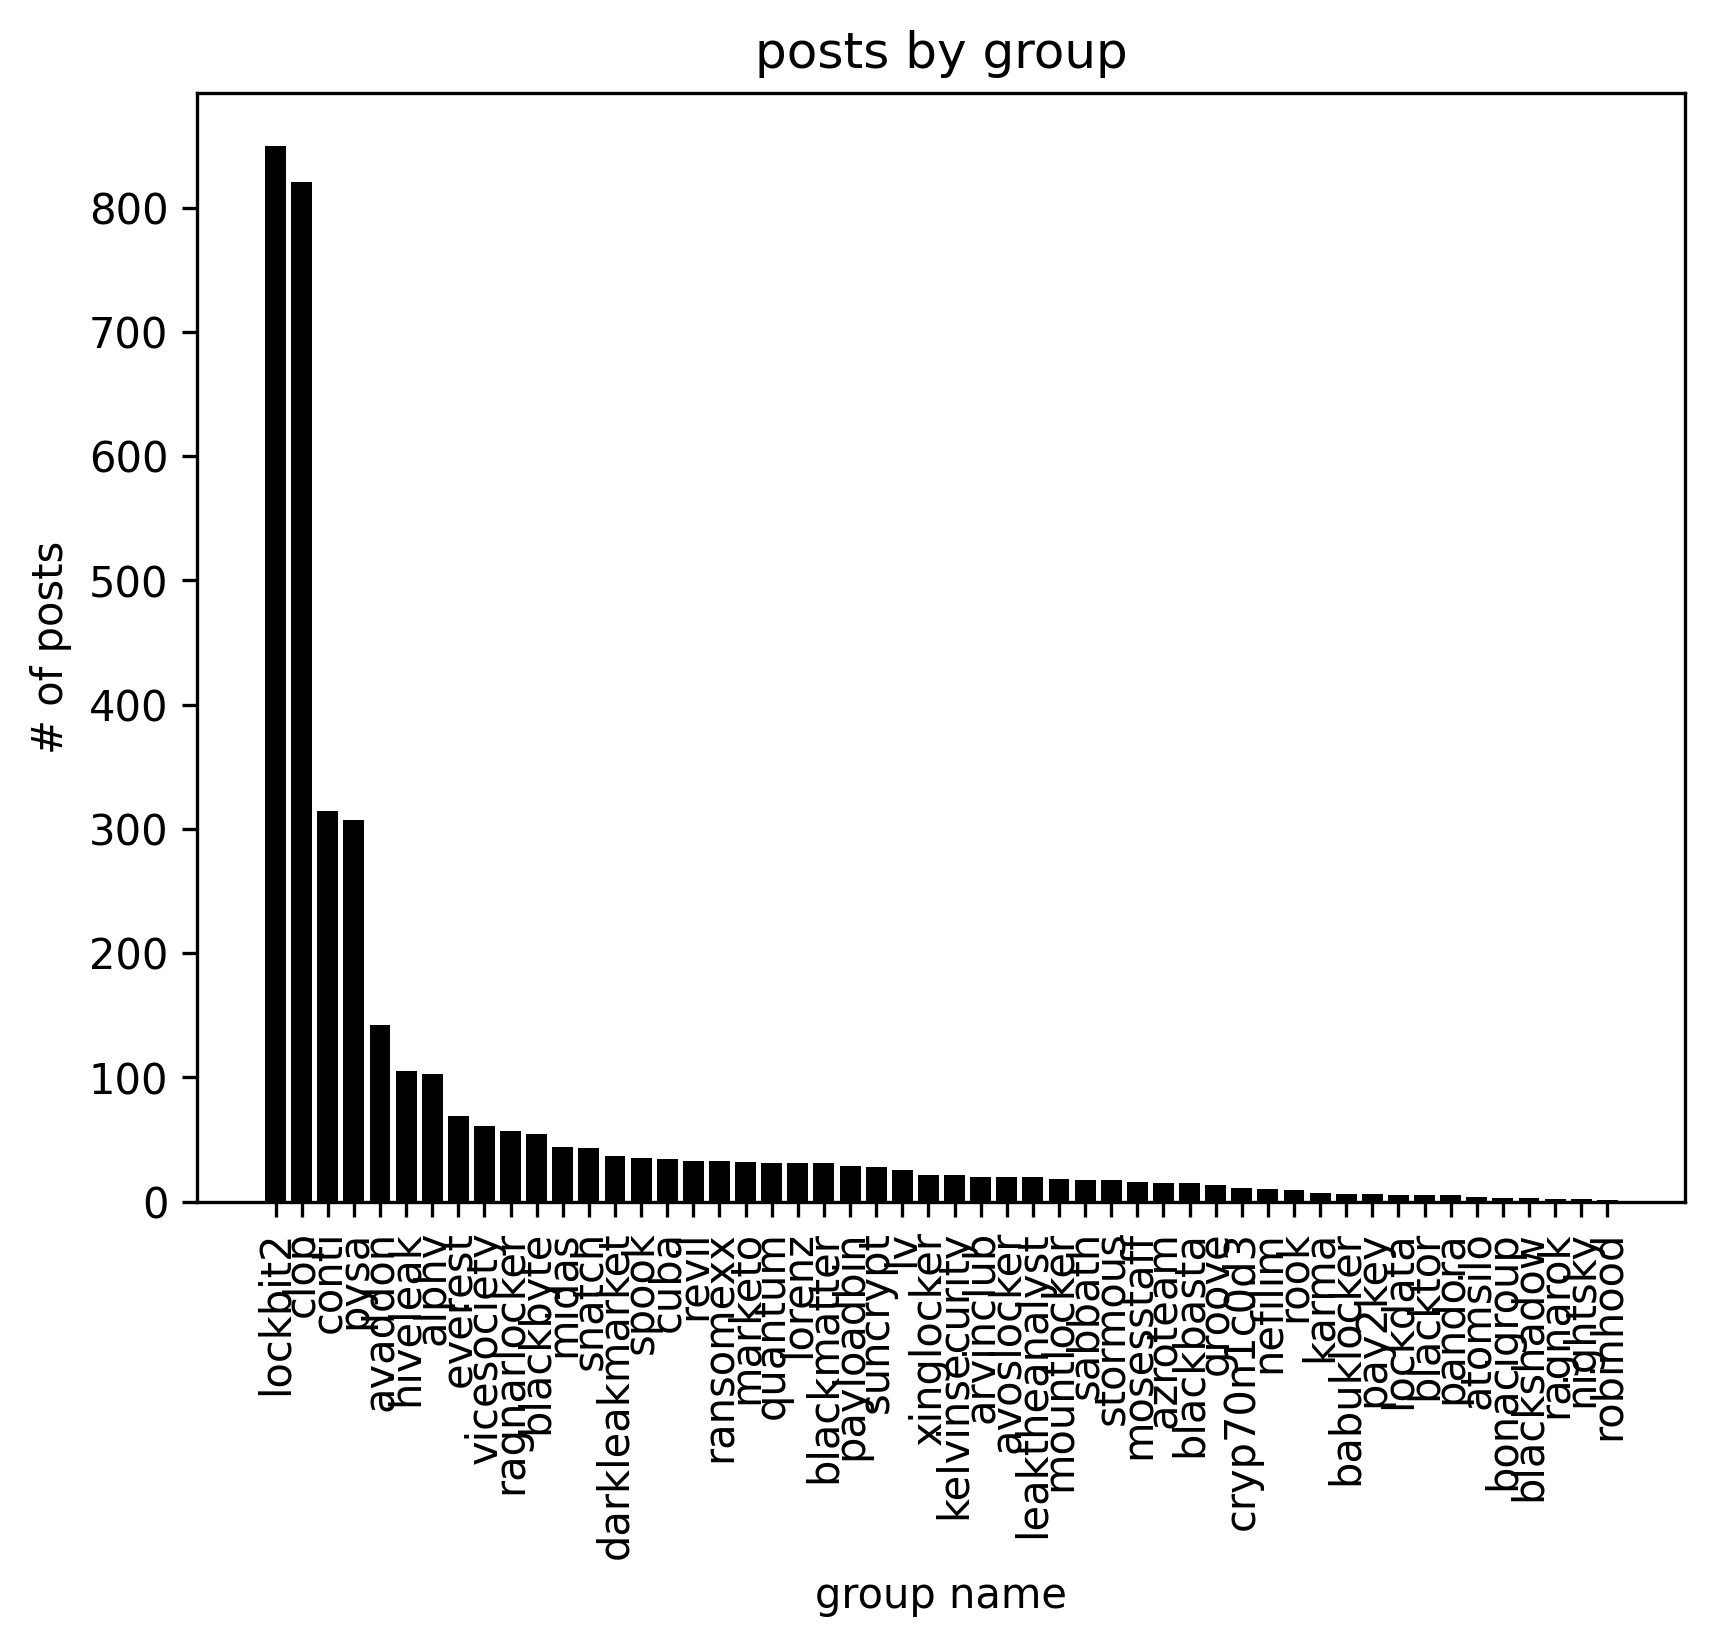 posts by group
# of posts
800
700
600
500
400
300
200
100
0
lockbit2
clop
conti
pysa
avaddon
hiveleak
alphv
everest
vicesociety
ragnarlocker
blackbyte
midas
snatch
darkleakmarket
spook
cuba
revil
ransomexx
marketo
quantum
lorenz
blackmatter
payloadbin
suncrypt
lv
xinglocker
kelvinsecurity
arvinclub
avoslocker
leaktheanalyst
mountlocker
sabbath
stormous
mosesstaff
azroteam
blackbasta
groove
cryp70n1c0d3
nefilim
rook
karma
babuklocker
pay2key
lockdata
blacktor
pandora
atomsilo
bonacigroup
blackshadow
ragnarok
nightsky
robinhood
group name